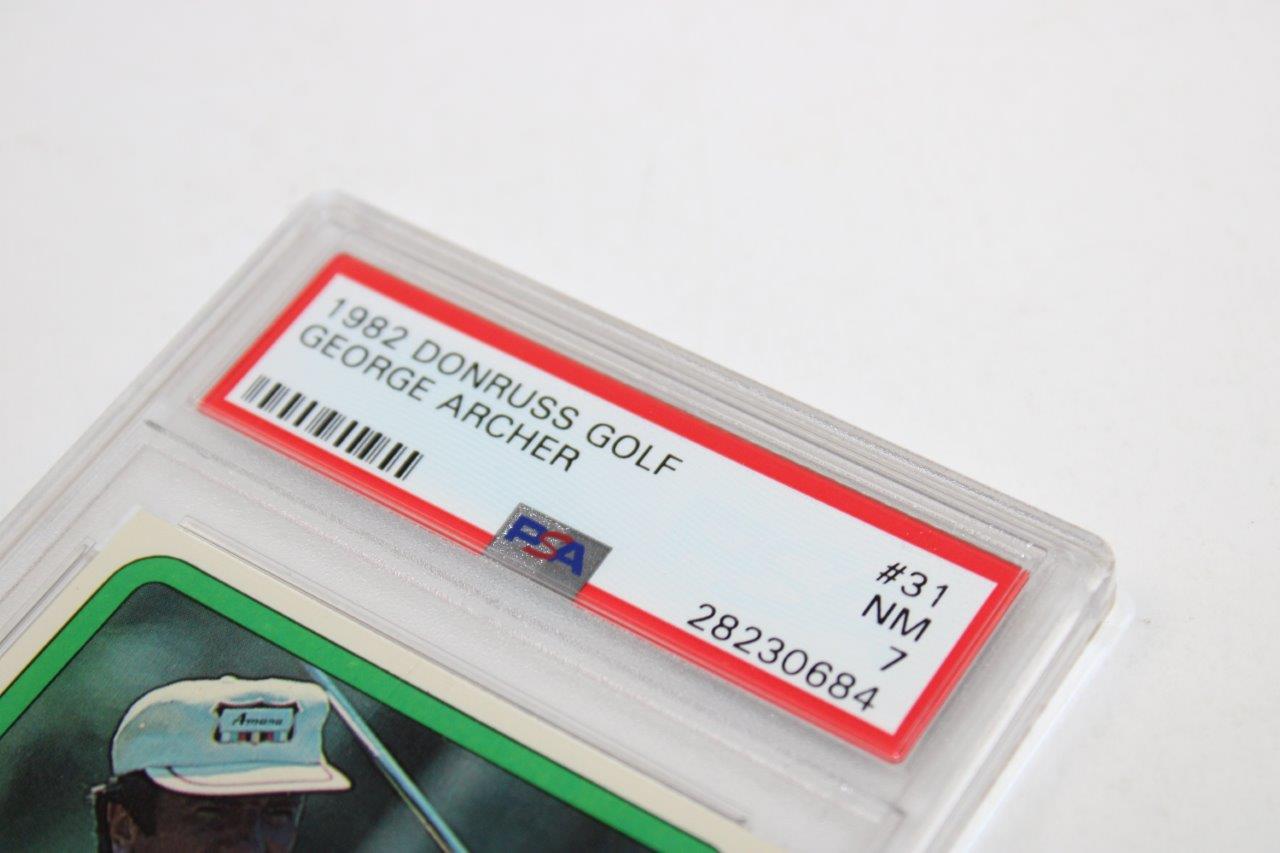 1982 DONRUSS GOLF
GEORGE ARCHER
#31
NM
7
28230684
PSA
Amana